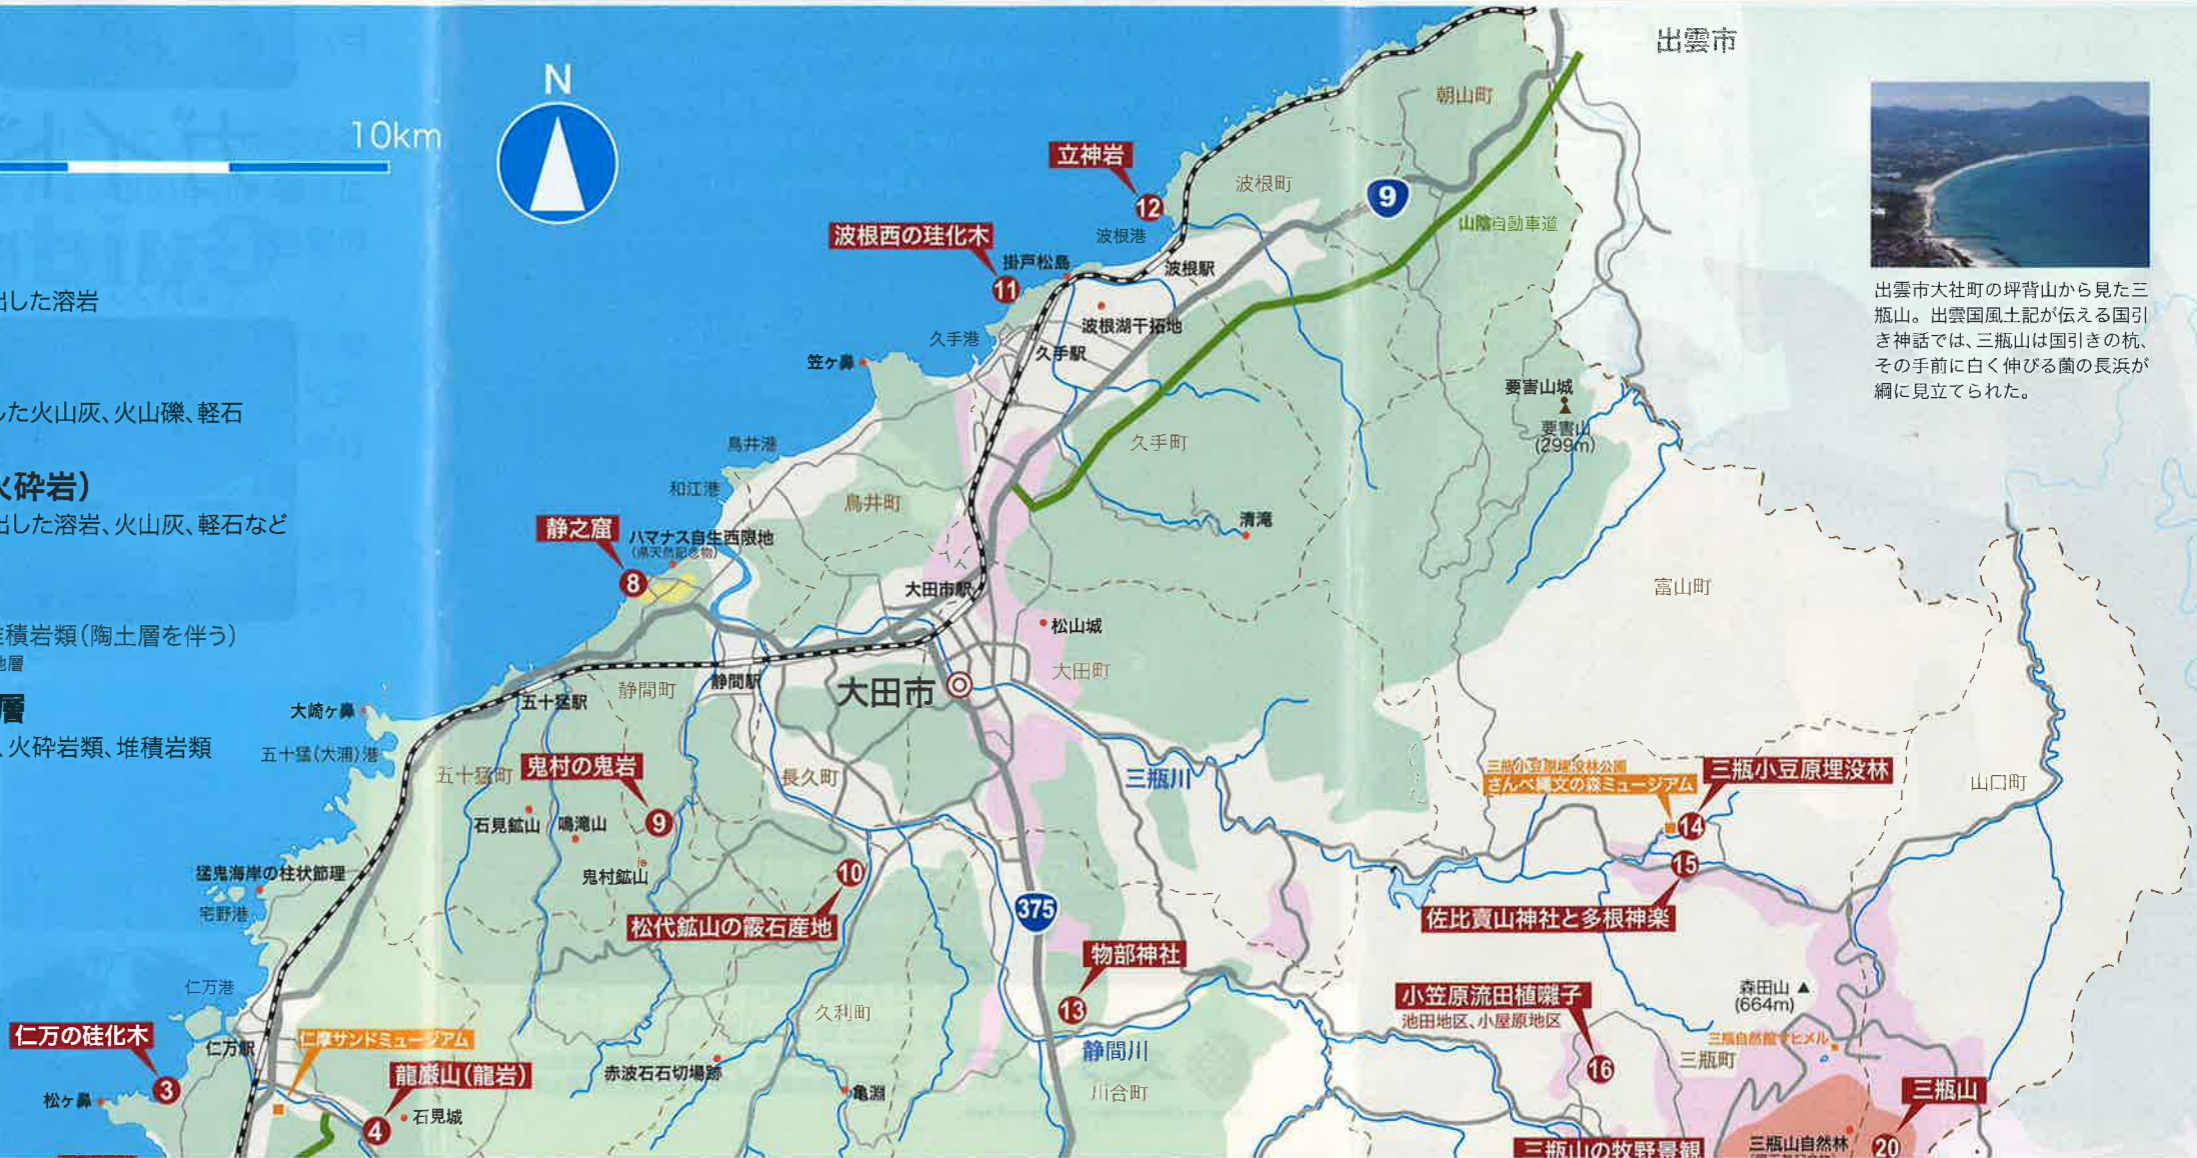 出雲市
N
10km
朝山町
立神岩
12
波根町
9
山陰自動車道
波根西の珪化木
11
掛戸松島
波根港
波根駅
出した溶岩
出雲市大社町の坪背山から見た三
瓶山。出雲国風土記が伝える国引
き神話では、三瓶山は国引きの杭、
その手前に白く伸びる薗の長浜が
綱に見立てられた。
久手港
波根湖干拓地
久手駅
笠ヶ鼻
した火山灰、火山礫、軽石
要害山城
要害山
(299m)
鳥井港
久手町
和江港
鳥井町
火砕岩）
出した溶岩、火山灰、軽石など
静之窟
8
ハマナス自生西限地
(県天然記念物)
清滝
大田市駅
富山町
堆積岩類（陶土層を伴う）
松山城
大田町
層
、火砕岩類、堆積岩類
大崎ヶ鼻
五十猛（大浦）港
五十猛駅
静間町
静間駅
大田市
五十猛町
鬼村の鬼岩
9
長久町
三瓶川
三瓶小豆原埋没林公園
さんべ縄文の森ミュージアム
三瓶小豆原埋没林
14
山口町
石見鉱山
鳴滝山
鬼村鉱山
10
15
猛鬼海岸の柱状節理
宅野港
松代鉱山の霰石産地
375
佐比賣山神社と多根神楽
物部神社
13
仁万港
小笠原流田植囃子
池田地区、小屋原地区
16
森田山
(664m)
久利町
三瓶自然館サヒメル
三瓶町
仁万の硅化木
3
仁万駅
仁摩サンドミュージアム
龍巌山(龍岩)
4
赤波石石切場跡
亀淵
静間川
川合町
三瓶山
20
松ヶ鼻
石見城
三瓶山の牧野景観
三瓶山自然林